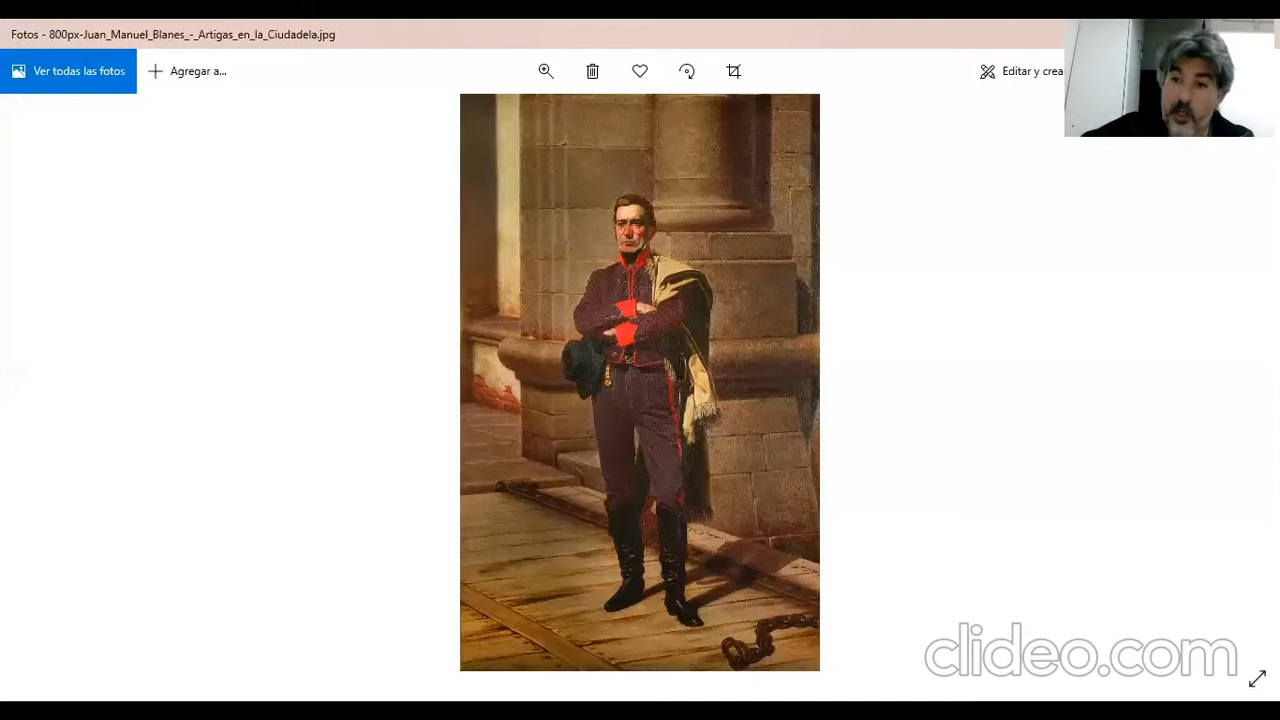 Fotos - 800px-Juan_Manuel_Blanes_-_Artigas_en_la_Ciudadela.jpg
Ver todas las fotos
Agregar a...
Editar y crea
clideo.com